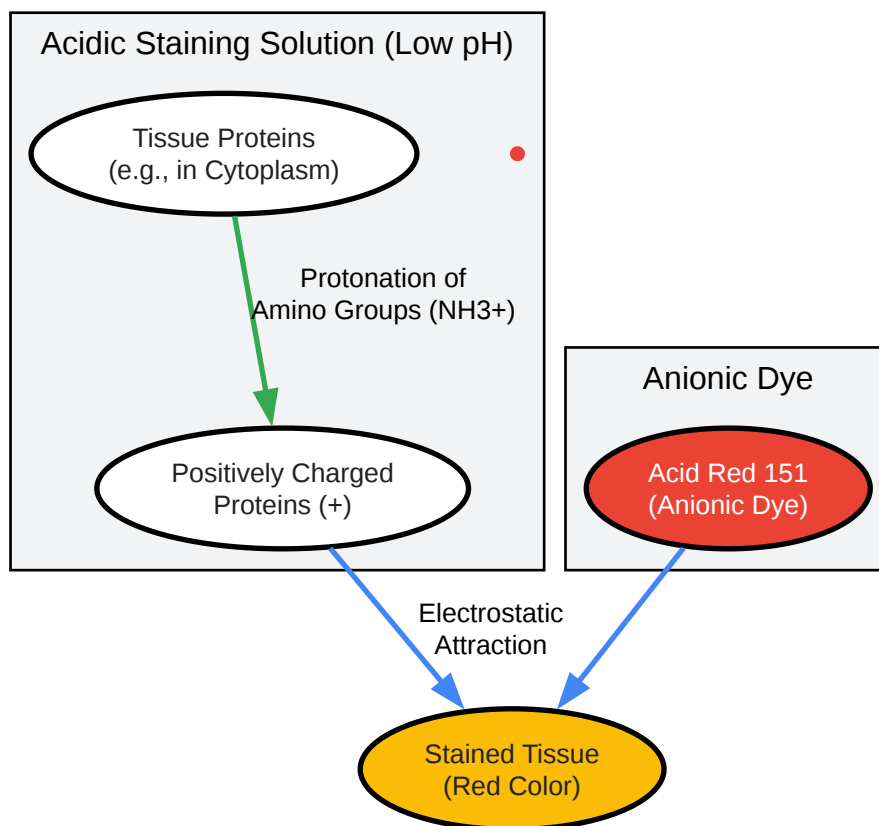 Acidic Staining Solution (Low pH)
Tissue Proteins
(e.g., in Cytoplasm)
Protonation of
Amino Groups (NH3+)
Positively Charged
Proteins (+)
Anionic Dye
Acid Red 151
(Anionic Dye)
Electrostatic
Attraction
Stained Tissue
(Red Color)